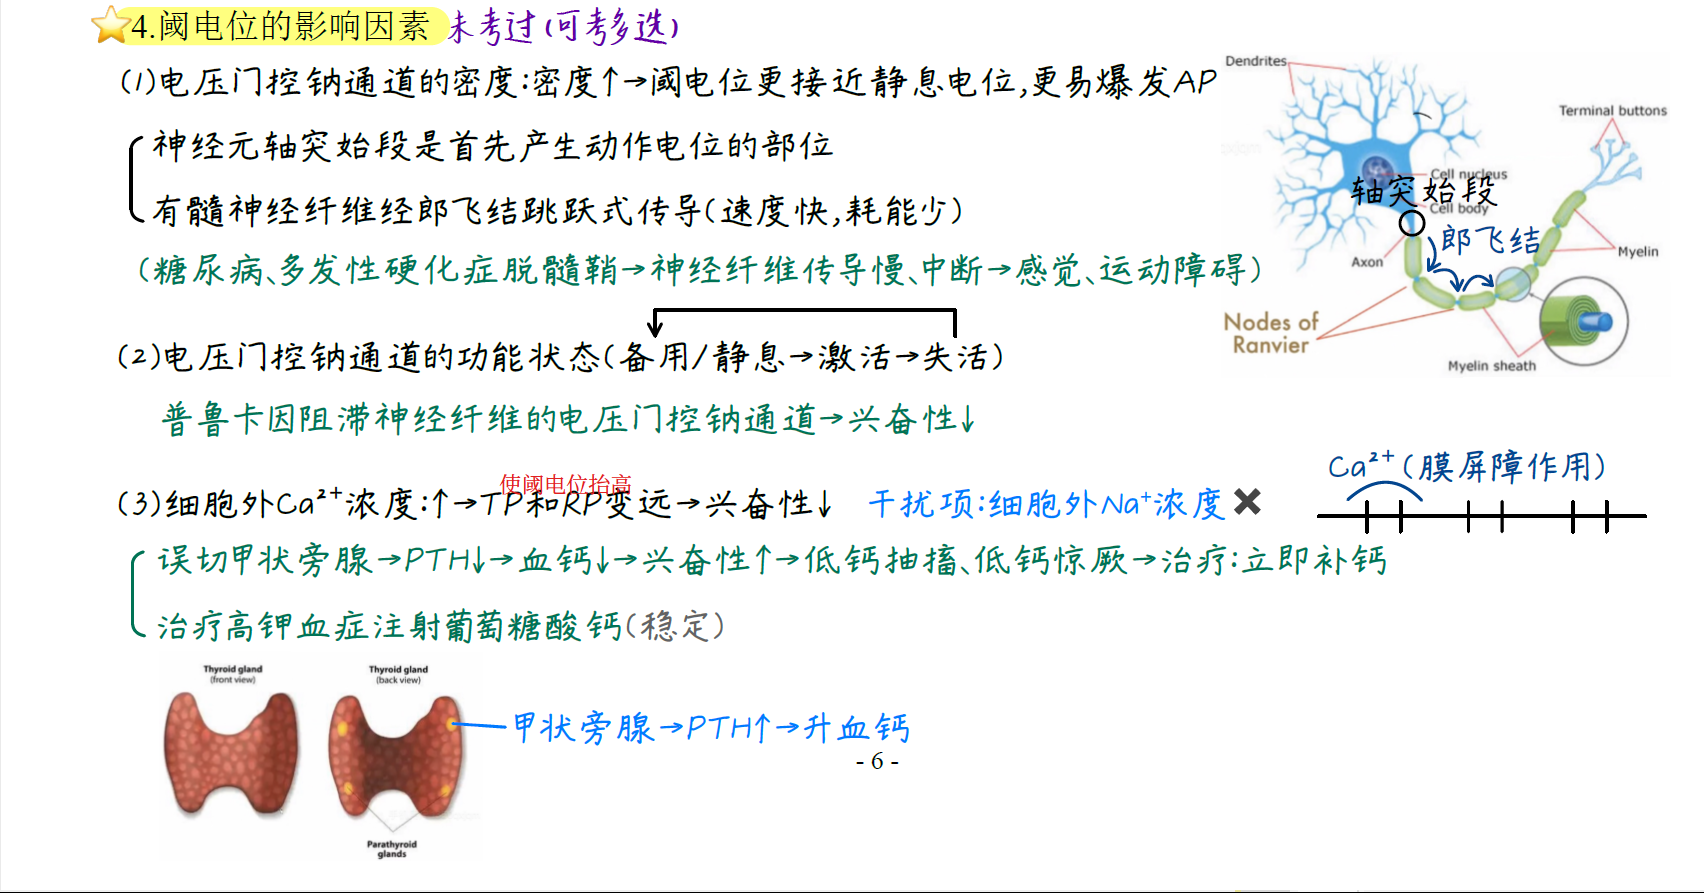 4.阈电位的影响因素 未考过(可考多选)
(1)电压门控钠通道的密度:密度↑→阈电位更接近静息电位,更易爆发AP
神经元轴突始段是首先产生动作电位的部位
有髓神经纤维经郎飞结跳跃式传导(速度快,耗能少)
(糖尿病、多发性硬化症脱髓鞘→神经纤维传导慢、中断→感觉、运动障碍)
Dendrites
Terminal buttons
Cell nucleus
轴突始段
Cell body
郎飞结
Axon
Myelin
Nodes of
Ranvier
Myelin sheath
(2)电压门控钠通道的功能状态(备用/静息→激活→失活)
普鲁卡因阻滞神经纤维的电压门控钠通道→兴奋性↓
使阈电位抬高
(3)细胞外Ca²⁺浓度:↑→TP和RP变远→兴奋性↓ 干扰项:细胞外Na⁺浓度✖
Ca²⁺(膜屏障作用)
误切甲状旁腺→PTH↓→血钙↓→兴奋性↑→低钙抽搐、低钙惊厥→治疗:立即补钙
治疗高钾血症注射葡萄糖酸钙(稳定)
Thyroid gland
(front view)
Thyroid gland
(back view)
甲状旁腺→PTH↑→升血钙
Parathyroid
glands
- 6 -